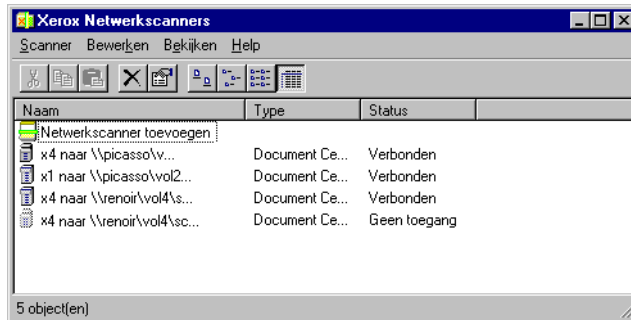 Xerox Netwerkscanners
Scanner Bewerken Bekijken Help
Naam Type Status
Netwerkscanner toevoegen
x4 naar \\picasso\v... Document Ce... Verbonden
x1 naar \\picasso\vol2... Document Ce... Verbonden
x4 naar \\renoir\vol4\s... Document Ce... Verbonden
x4 naar \\renoir\vol4\sc... Document Ce... Geen toegang
5 object(en)